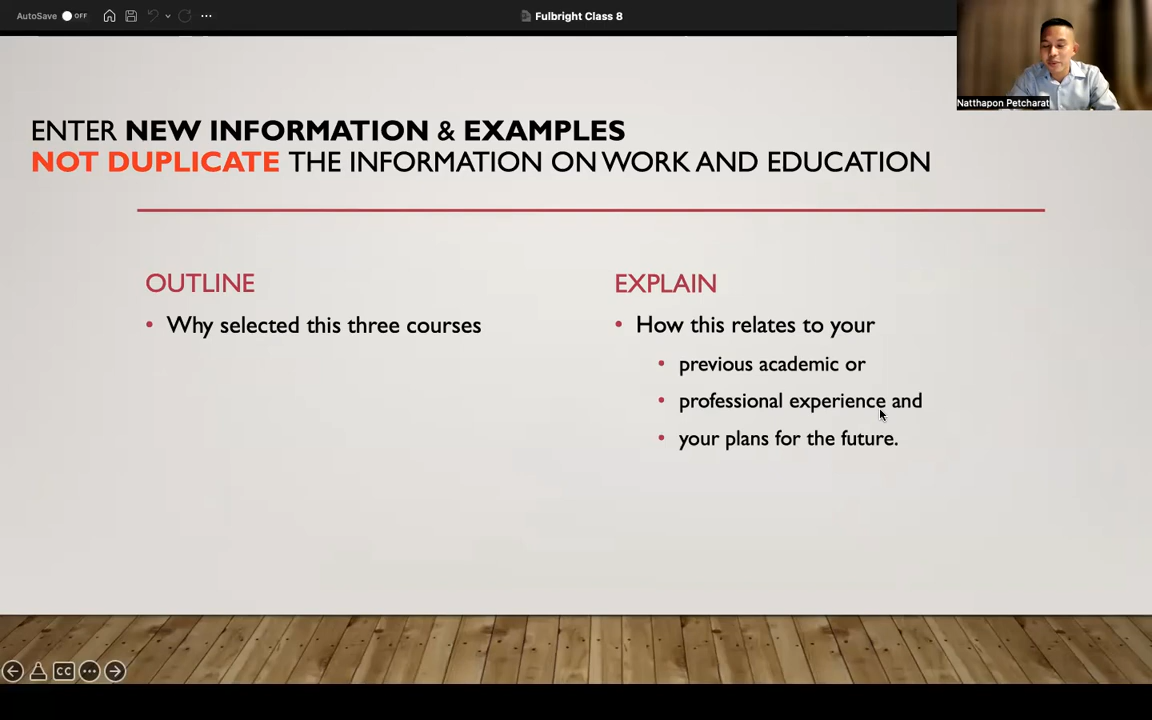 AutoSave OFF
Fulbright Class 8
Natthapon Petcharat
ENTER NEW INFORMATION & EXAMPLES
NOT DUPLICATE THE INFORMATION ON WORK AND EDUCATION
OUTLINE
• Why selected this three courses
EXPLAIN
• How this relates to your
• previous academic or
• professional experience and
• your plans for the future.
CC